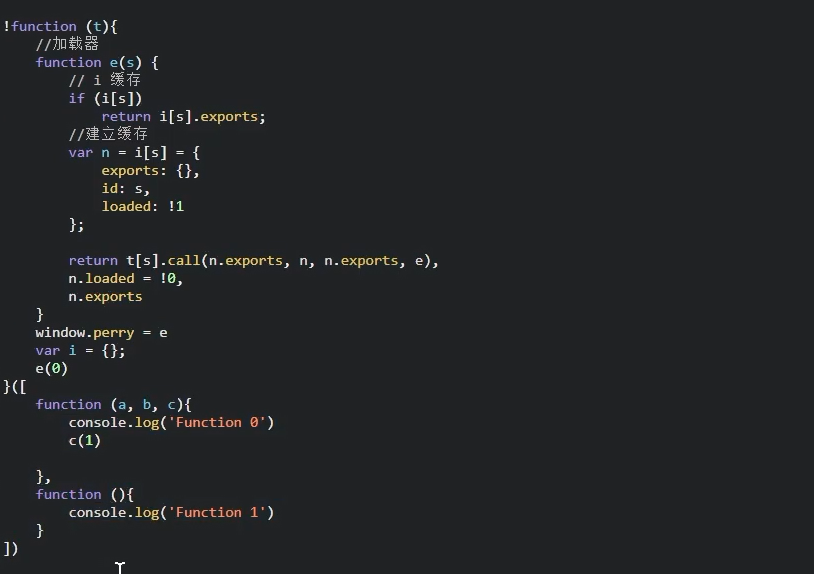 !function (t){
    //加载器
    function e(s) {
        // i 缓存
        if (i[s])
            return i[s].exports;
        //建立缓存
        var n = i[s] = {
            exports: {},
            id: s,
            loaded: !1
        };

        return t[s].call(n.exports, n, n.exports, e),
        n.loaded = !0,
        n.exports
    }
    window.perry = e
    var i = {};
    e(0)
}([
    function (a, b, c){
        console.log('Function 0')
        c(1)

    },
    function (){
        console.log('Function 1')
    }
])